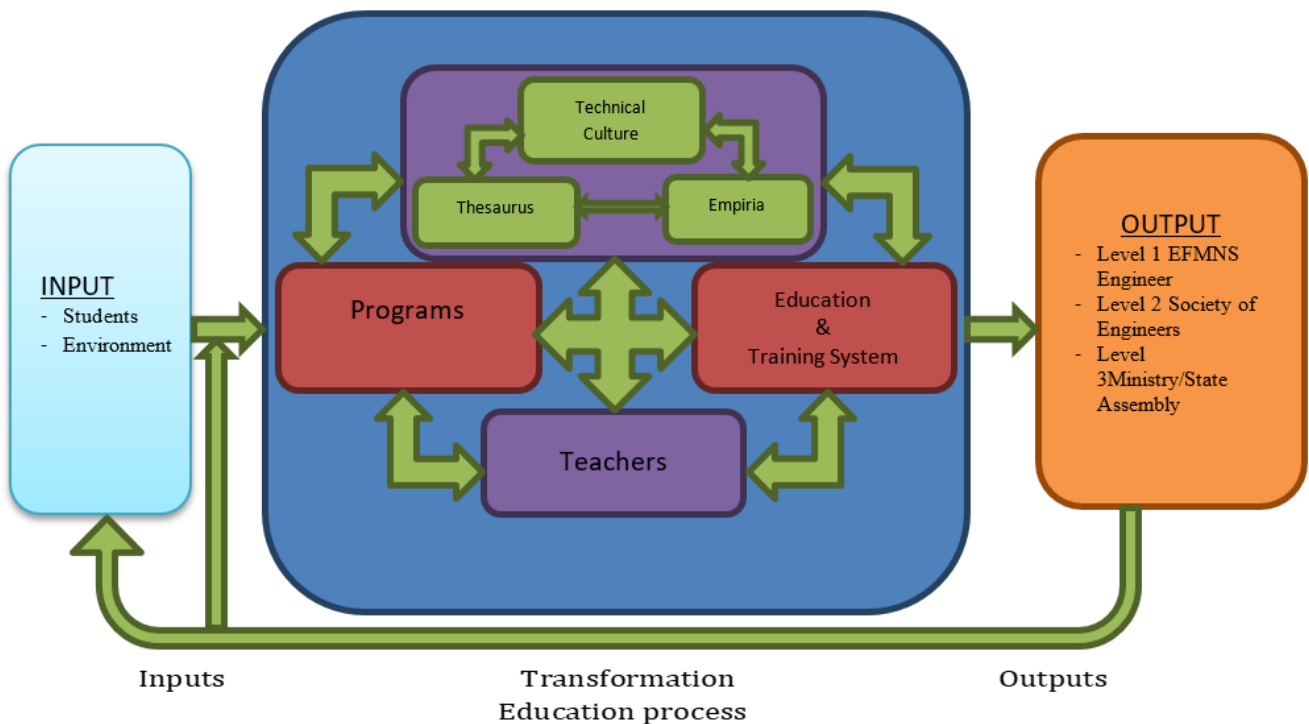 INPUT
- Students
- Environment
Technical
Culture
Thesaurus
Empiria
Programs
Education
&
Training System
Teachers
OUTPUT
- Level 1 EFMNS
Engineer
- Level 2 Society of
Engineers
- Level
3Ministry/State
Assembly
Inputs
Transformation
Education process
Outputs